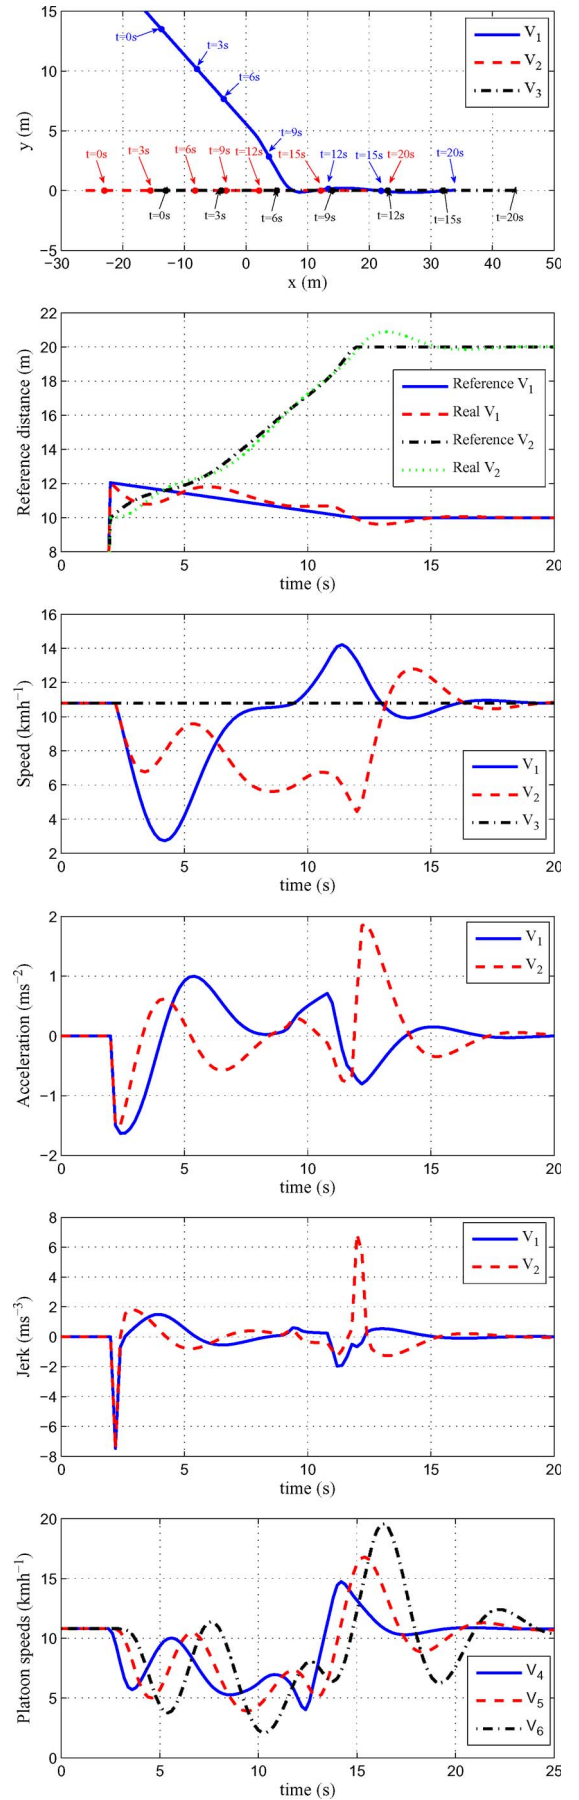 15
10
5
0
−5
y (m)
t=0s
t=3s
t=6s
t=9s
V1
V2
V3
t=0s t=3s t=6s t=9s t=12s t=15s t=12s t=15s t=20s t=20s
t=0s t=3s t=6s t=9s t=12s t=15s t=20s
−30 −20 −10 0 10 20 30 40 50
x (m)
22
20
18
16
14
12
10
8
Reference distance (m)
Reference V1
Real V1
Reference V2
Real V2
0 5 10 15 20
time (s)
16
14
12
10
8
6
4
2
Speed (kmh−1)
V1
V2
V3
0 5 10 15 20
time (s)
2
1
0
−1
−2
Acceleration (ms−2)
V1
V2
0 5 10 15 20
time (s)
8
6
4
2
0
−2
−4
−6
−8
Jerk (ms−3)
V1
V2
0 5 10 15 20
time (s)
20
15
10
5
0
Platoon speeds (kmh−1)
V4
V5
V6
0 5 10 15 20 25
time (s)